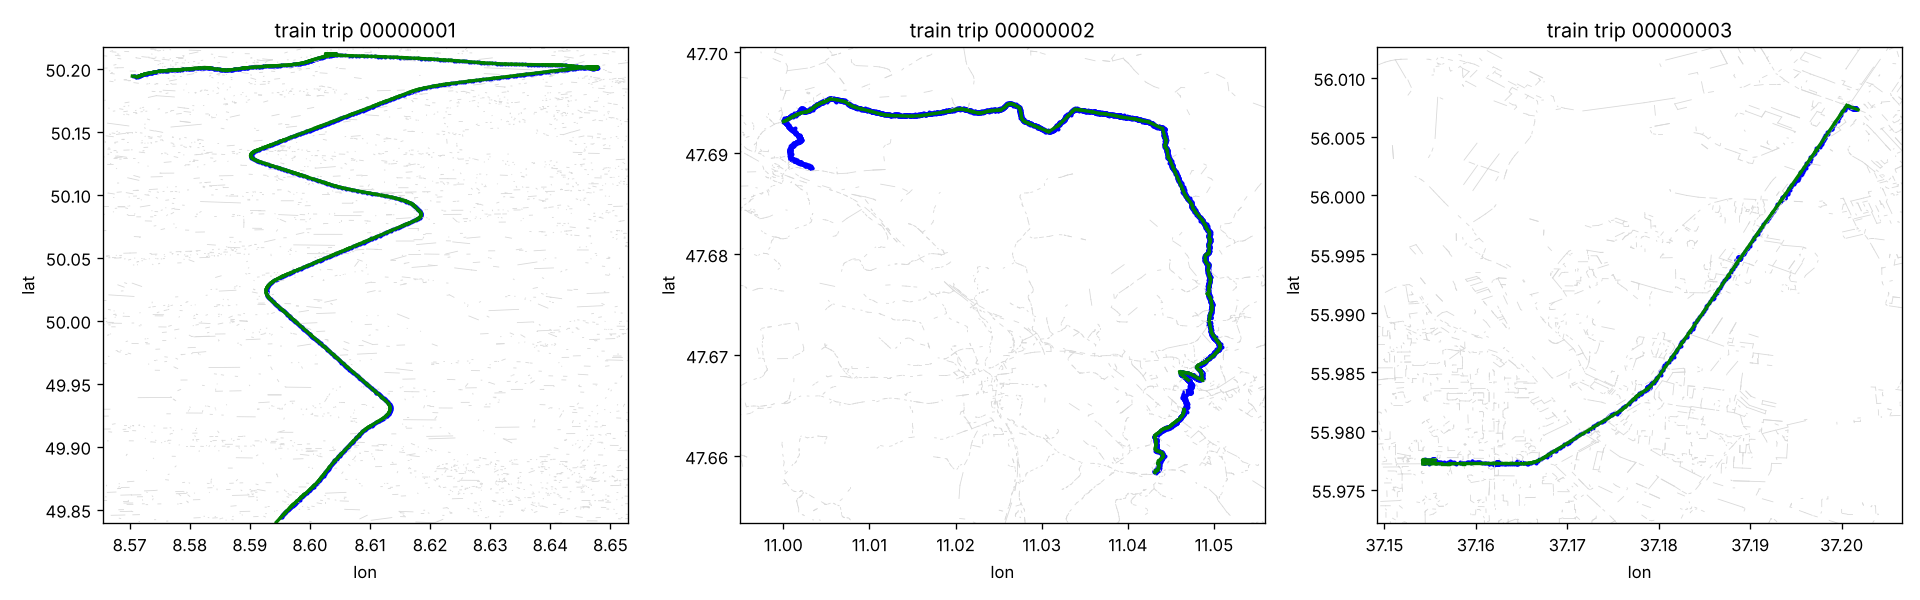 train trip 00000001
50.20
50.15
50.10
50.05
50.00
49.95
49.90
49.85
lat
8.57 8.58 8.59 8.60 8.61 8.62 8.63 8.64 8.65
lon
train trip 00000002
47.70
47.69
47.68
47.67
47.66
lat
11.00 11.01 11.02 11.03 11.04 11.05
lon
train trip 00000003
56.010
56.005
56.000
55.995
55.990
55.985
55.980
55.975
lat
37.15 37.16 37.17 37.18 37.19 37.20
lon